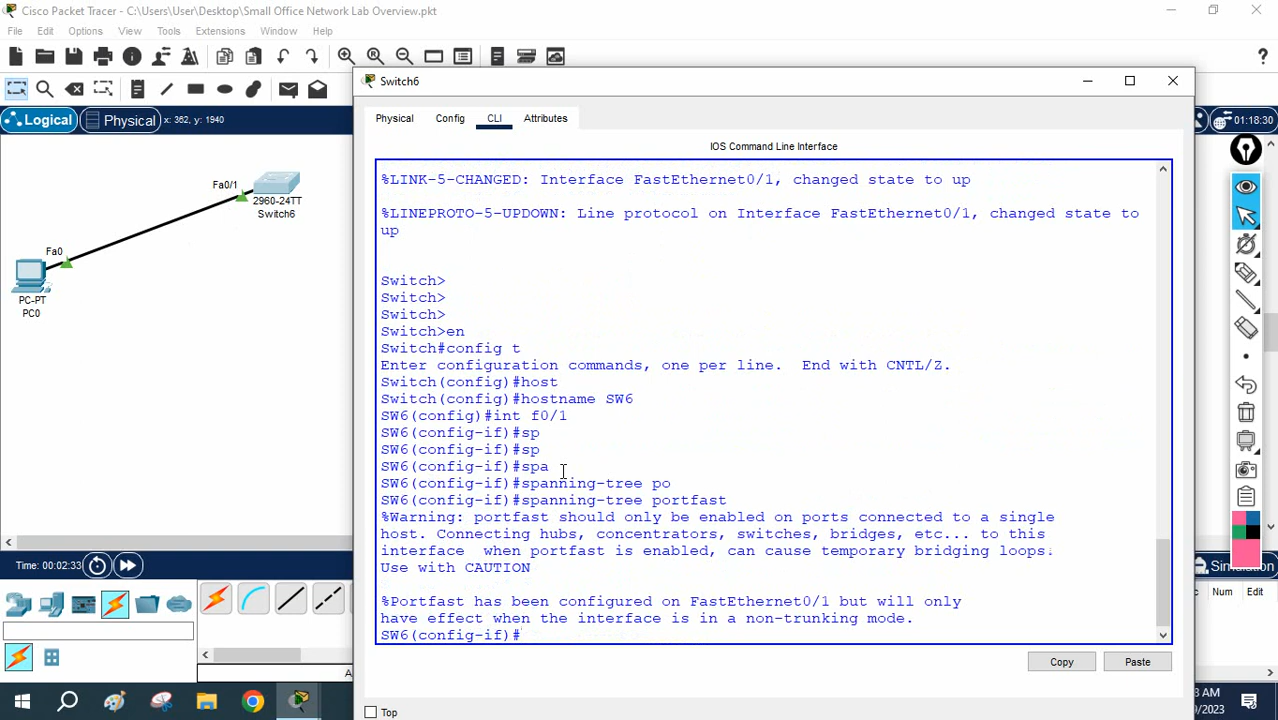 Cisco Packet Tracer - C:\Users\User\Desktop\Small Office Network Lab Overview.pkt
File Edit Options View Tools Extensions Window Help
Logical Physical x: 362, y: 1940
01:18:30
Switch6
Physical Config CLI Attributes
IOS Command Line Interface
%LINK-5-CHANGED: Interface FastEthernet0/1, changed state to up
%LINEPROTO-5-UPDOWN: Line protocol on Interface FastEthernet0/1, changed state to
up
Switch>
Switch>
Switch>
Switch>en
Switch#config t
Enter configuration commands, one per line.  End with CNTL/Z.
Switch(config)#host
Switch(config)#hostname SW6
SW6(config)#int f0/1
SW6(config-if)#sp
SW6(config-if)#sp
SW6(config-if)#spa
SW6(config-if)#spanning-tree po
SW6(config-if)#spanning-tree portfast
%Warning: portfast should only be enabled on ports connected to a single
host. Connecting hubs, concentrators, switches, bridges, etc... to this
interface  when portfast is enabled, can cause temporary bridging loops.
Use with CAUTION
%Portfast has been configured on FastEthernet0/1 but will only
have effect when the interface is in a non-trunking mode.
SW6(config-if)#
Copy Paste
Top
Fa0/1
2960-24TT
Switch6
Fa0
PC-PT
PC0
Time: 00:02:33
Simulation
Num Edit